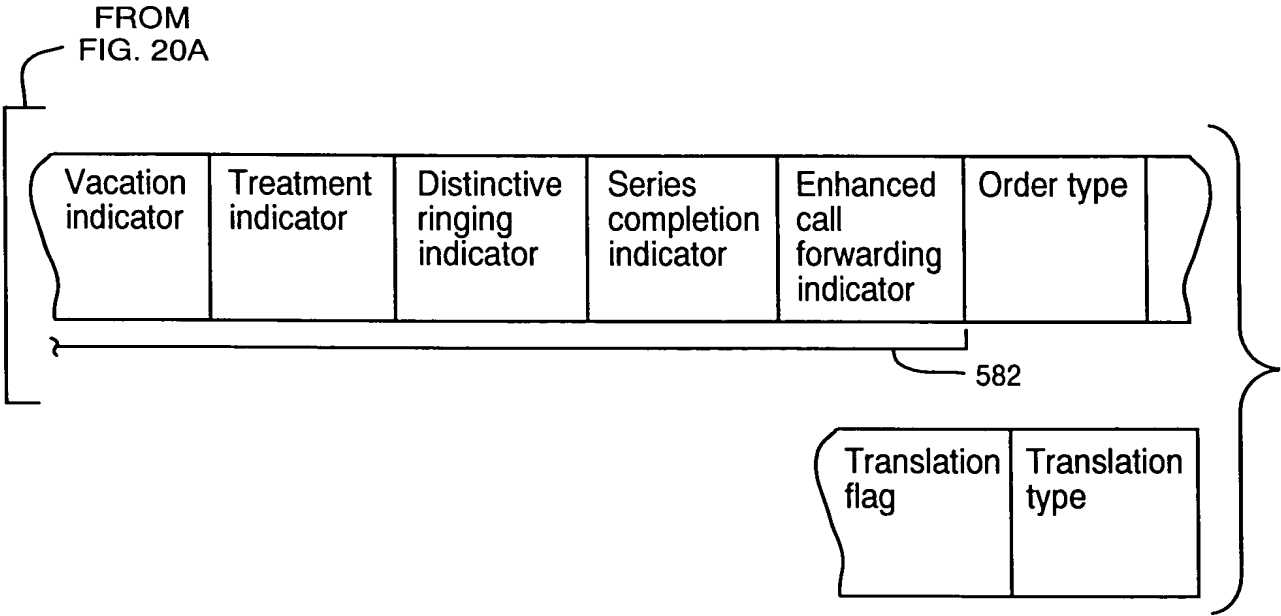 FROM
FIG. 20A
Vacation
indicator
Treatment
indicator
Distinctive
ringing
indicator
Series
completion
indicator
Enhanced
call
forwarding
indicator
Order type
582
Translation
flag
Translation
type